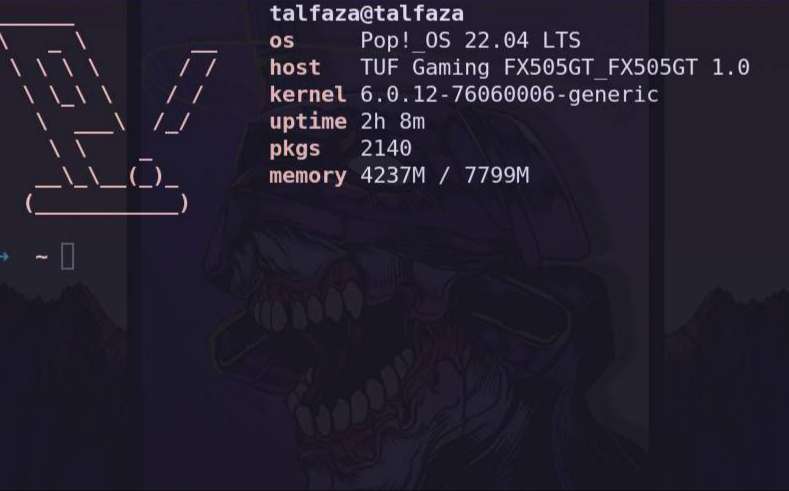 talfaza@talfaza
os Pop!_OS 22.04 LTS
host TUF Gaming FX505GT_FX505GT 1.0
kernel 6.0.12-76060006-generic
uptime 2h 8m
pkgs 2140
memory 4237M / 7799M
→ ~